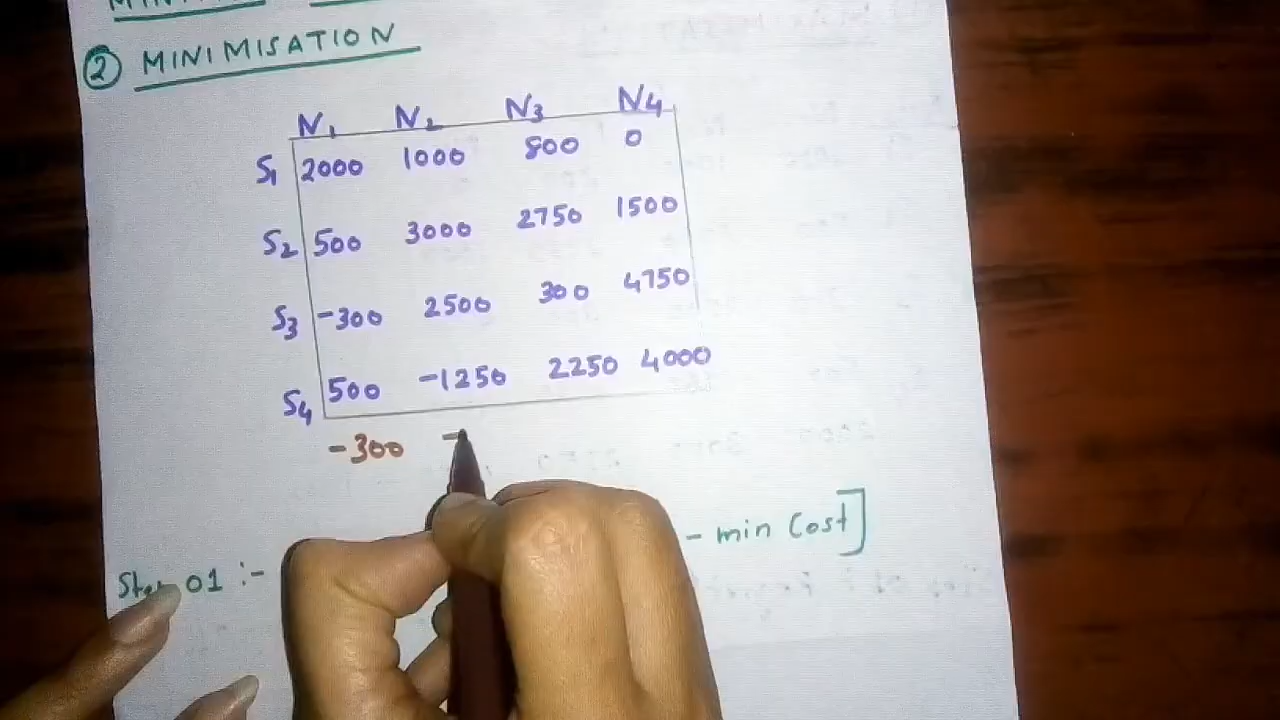 ② MINIMISATION
N1 N2 N3 N4
S1 2000 1000 800 0
S2 500 3000 2750 1500
S3 -300 2500 300 4750
S4 500 -1250 2250 4000
-300 -
- min Cost]
Step 01 :-